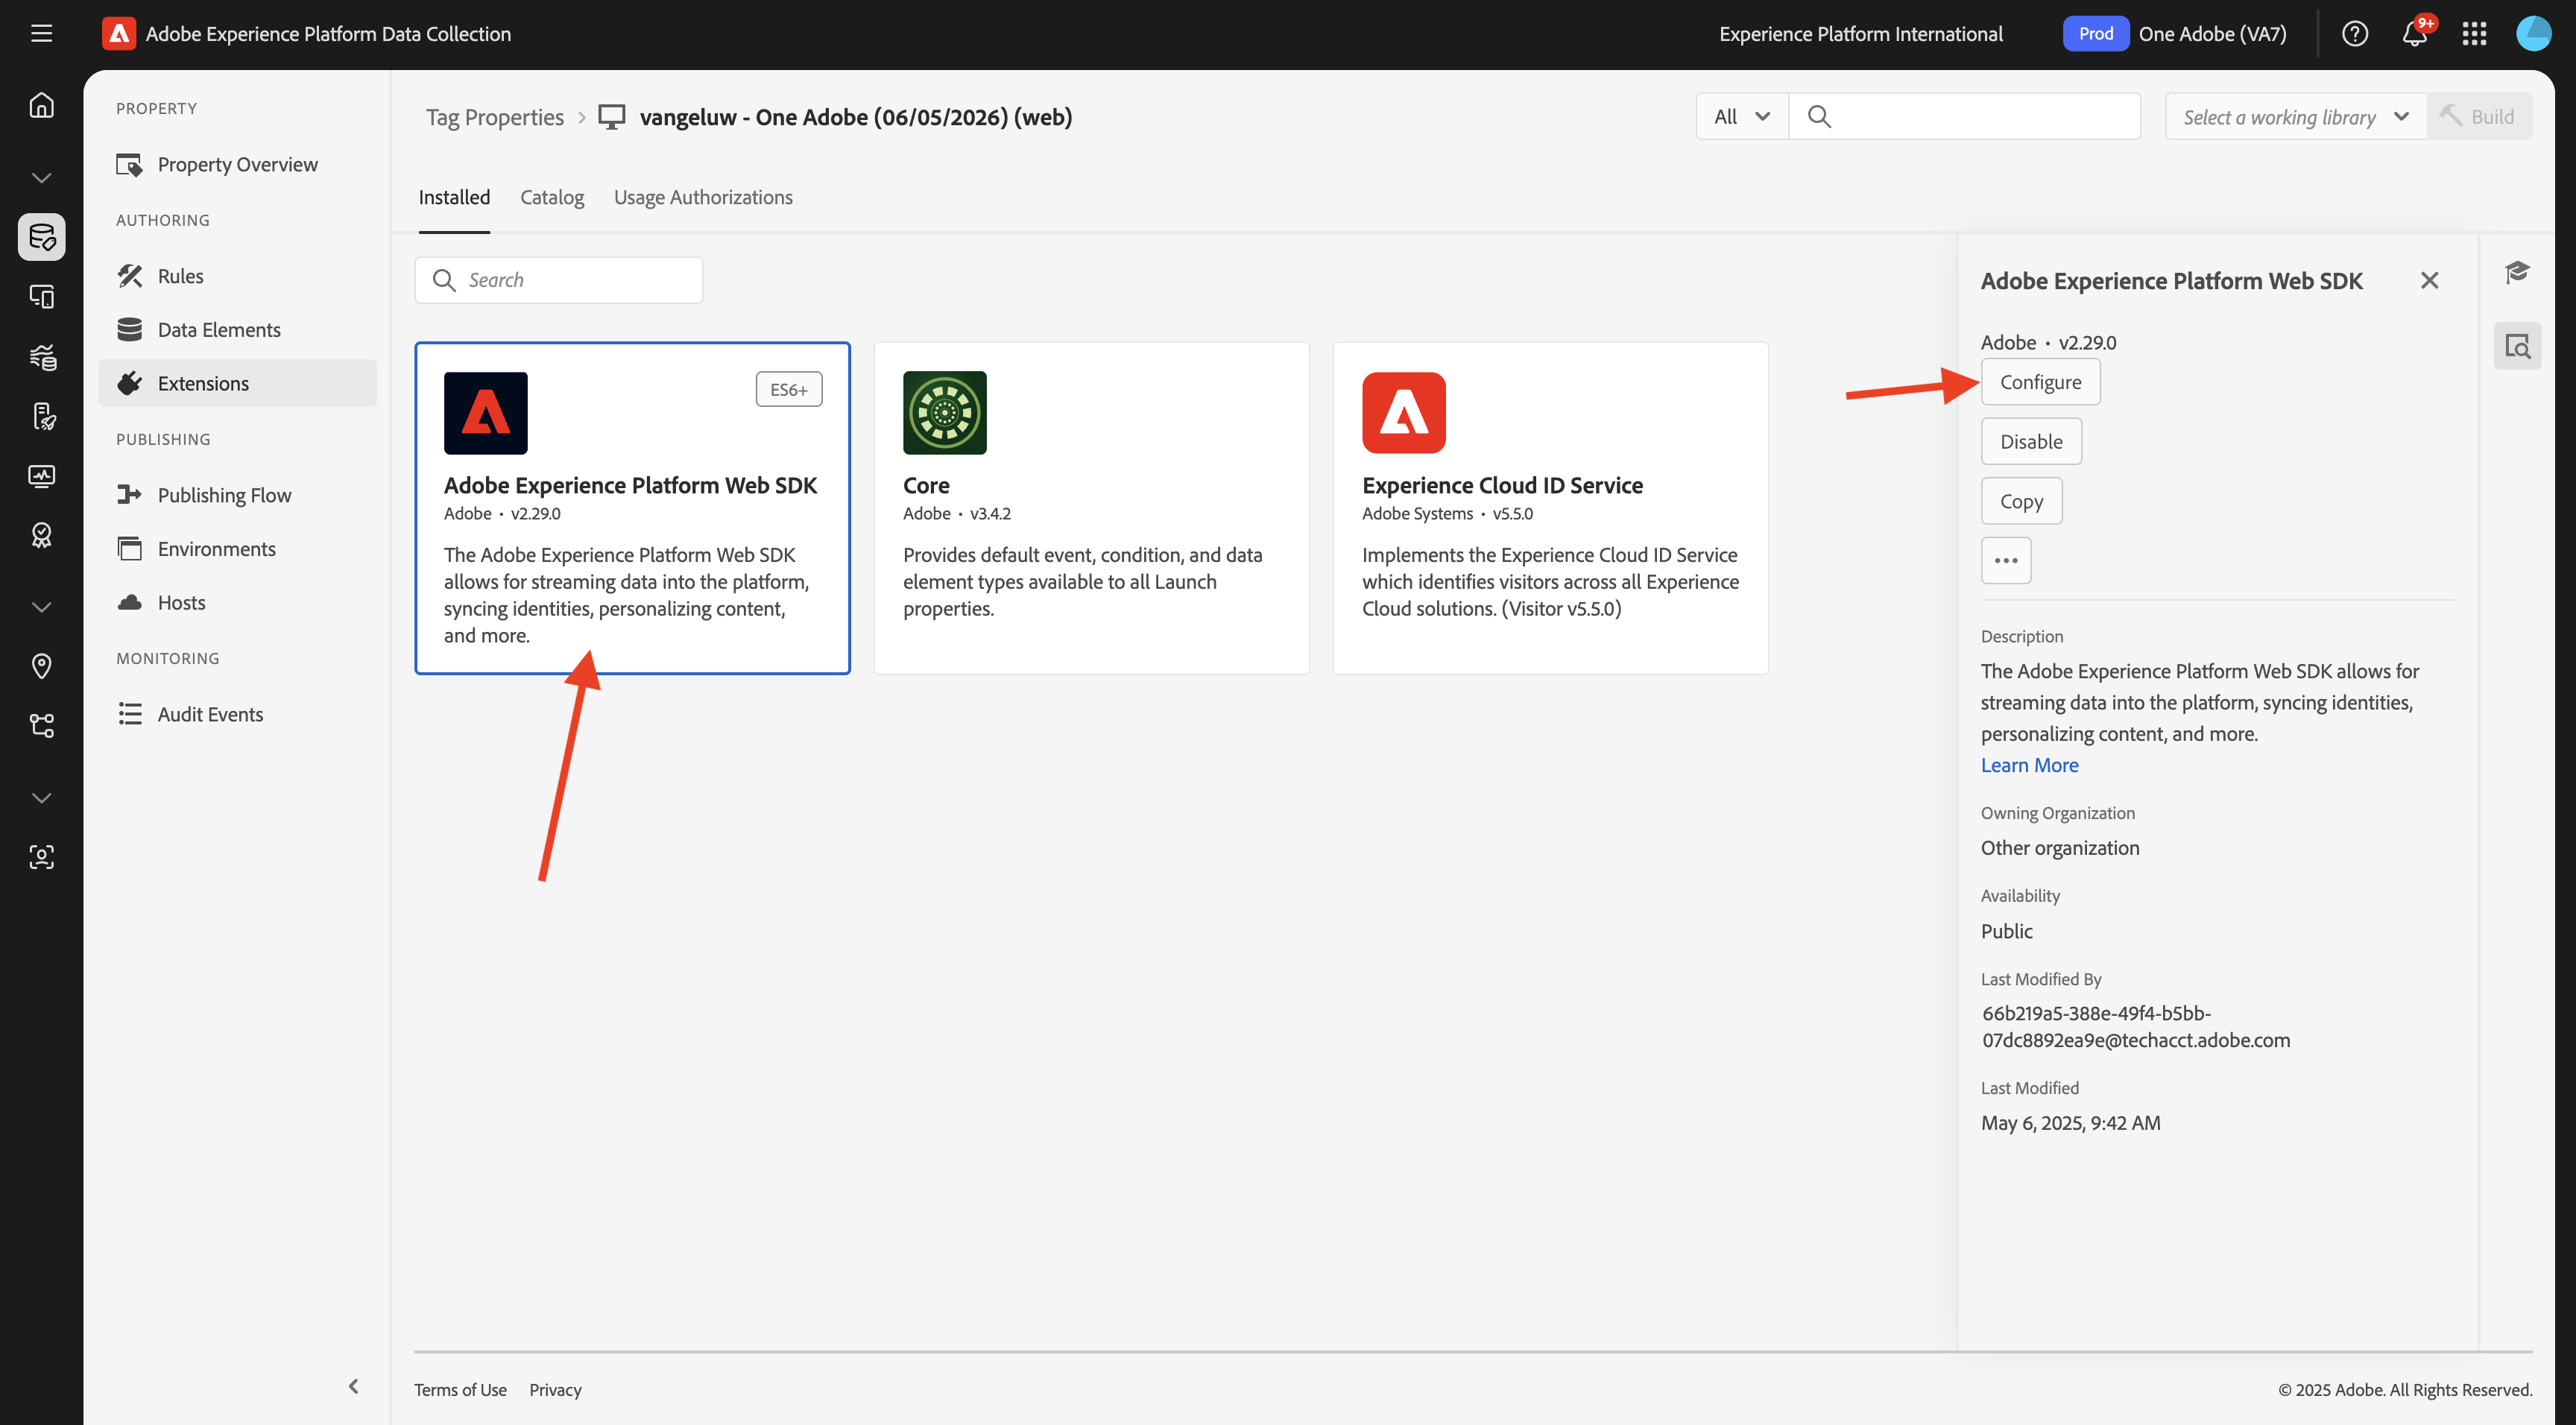 Adobe Experience Platform Data Collection
Experience Platform International
Prod
One Adobe (VA7)
9+
PROPERTY
Property Overview
AUTHORING
Rules
Data Elements
Extensions
PUBLISHING
Publishing Flow
Environments
Hosts
MONITORING
Audit Events
Tag Properties
vangeluw - One Adobe (06/05/2026) (web)
All
Select a working library
Build
Installed
Catalog
Usage Authorizations
Search
ES6+
Adobe Experience Platform Web SDK
Adobe • v2.29.0
The Adobe Experience Platform Web SDK
allows for streaming data into the platform,
syncing identities, personalizing content,
and more.
Core
Adobe • v3.4.2
Provides default event, condition, and data
element types available to all Launch
properties.
Experience Cloud ID Service
Adobe Systems • v5.5.0
Implements the Experience Cloud ID Service
which identifies visitors across all Experience
Cloud solutions. (Visitor v5.5.0)
Adobe Experience Platform Web SDK
Adobe • v2.29.0
Configure
Disable
Copy
Description
The Adobe Experience Platform Web SDK allows for
streaming data into the platform, syncing identities,
personalizing content, and more.
Learn More
Owning Organization
Other organization
Availability
Public
Last Modified By
66b219a5-388e-49f4-b5bb-
07dc8892ea9e@techacct.adobe.com
Last Modified
May 6, 2025, 9:42 AM
Terms of Use
Privacy
© 2025 Adobe. All Rights Reserved.